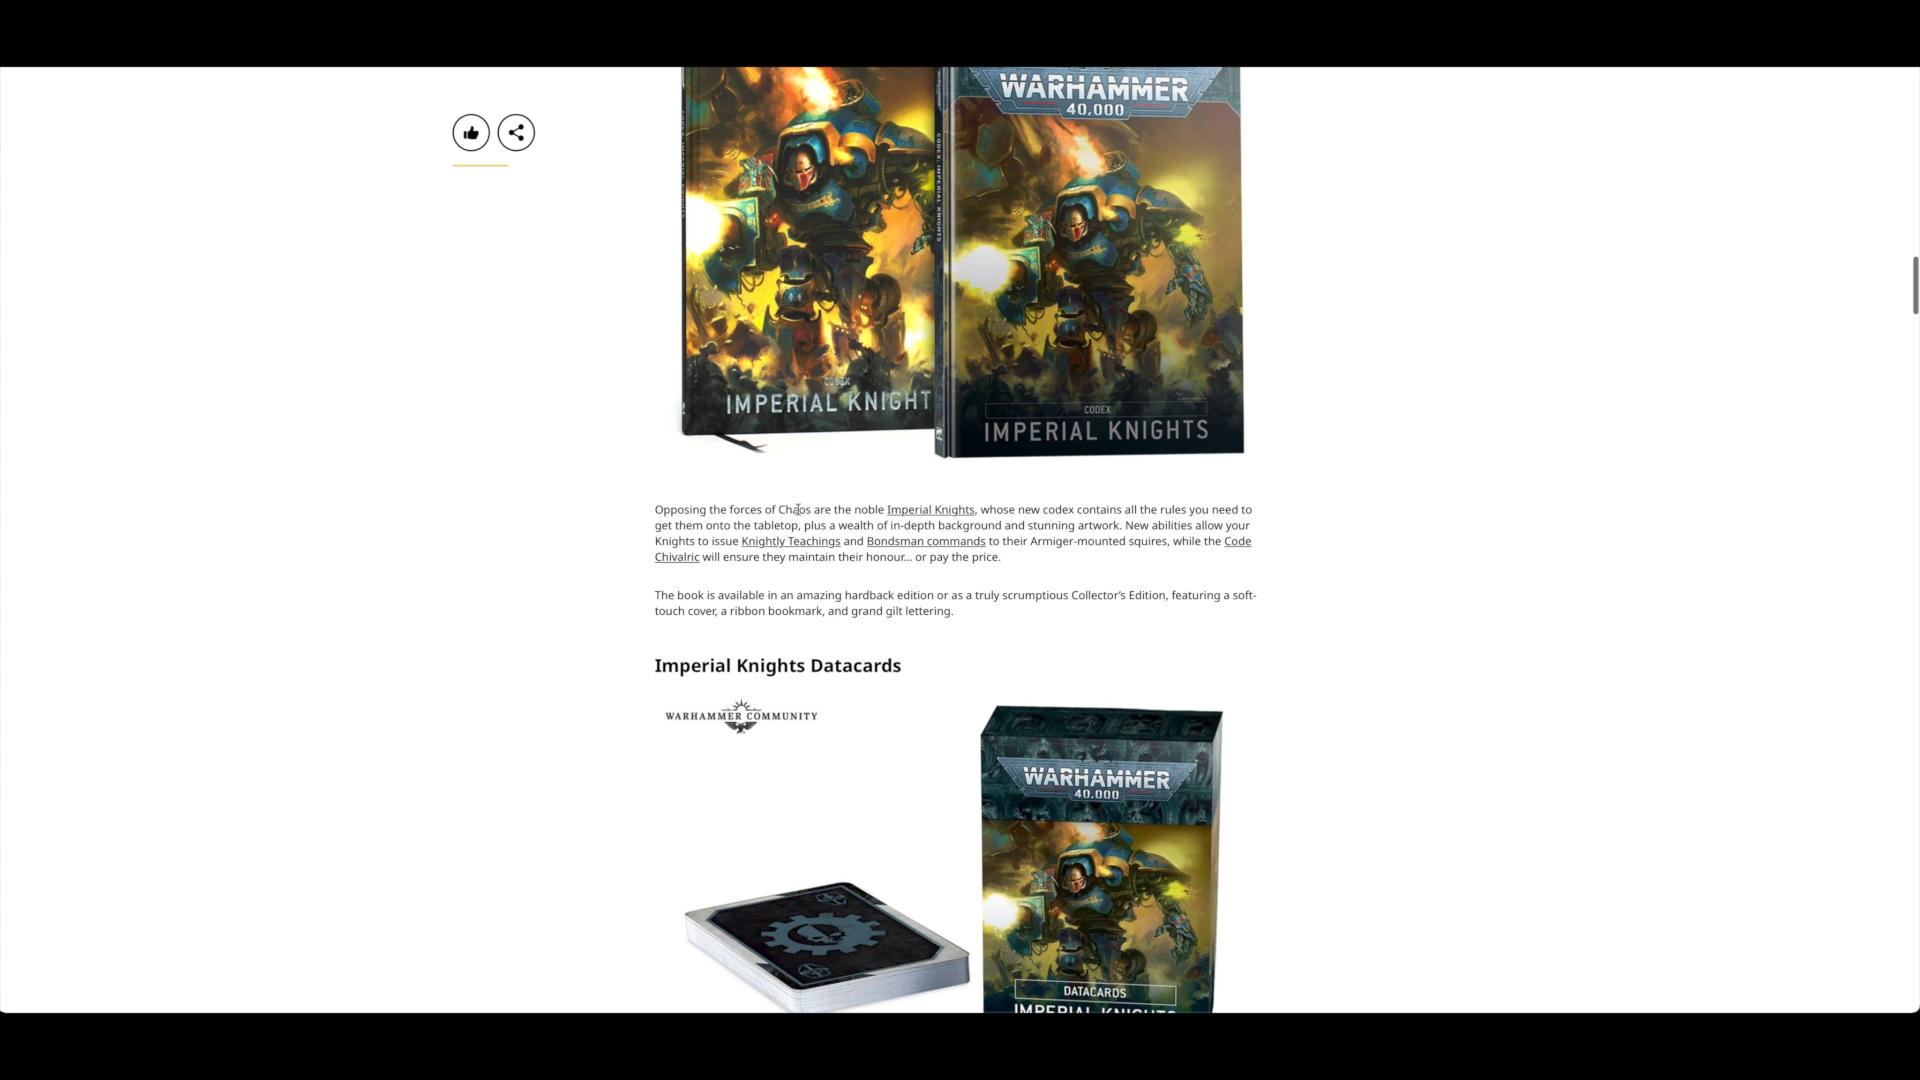 WARHAMMER
40,000
CODEX
IMPERIAL KNIGHT
CODEX: IMPERIAL KNIGHTS
CODEX
IMPERIAL KNIGHTS
Opposing the forces of Chaos are the noble Imperial Knights, whose new codex contains all the rules you need to
get them onto the tabletop, plus a wealth of in-depth background and stunning artwork. New abilities allow your
Knights to issue Knightly Teachings and Bondsman commands to their Armiger-mounted squires, while the Code
Chivalric will ensure they maintain their honour... or pay the price.
The book is available in an amazing hardback edition or as a truly scrumptious Collector's Edition, featuring a soft-
touch cover, a ribbon bookmark, and grand gilt lettering.
Imperial Knights Datacards
WARHAMMER COMMUNITY
WARHAMMER
40,000
DATACARDS
IMPERIAL KNIGHTS